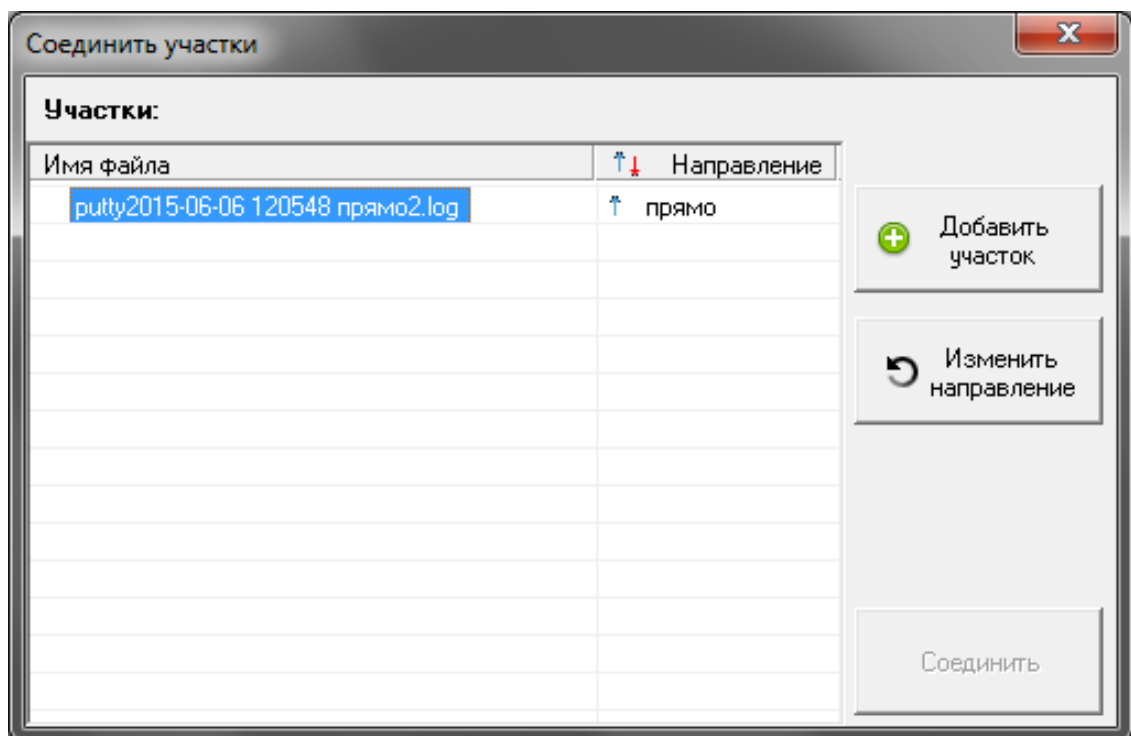 Соединить участки
Участки:
Имя файла Направление
putty2015-06-06 120548 прямо2.log прямо
Добавить
участок
Изменить
направление
Соединить